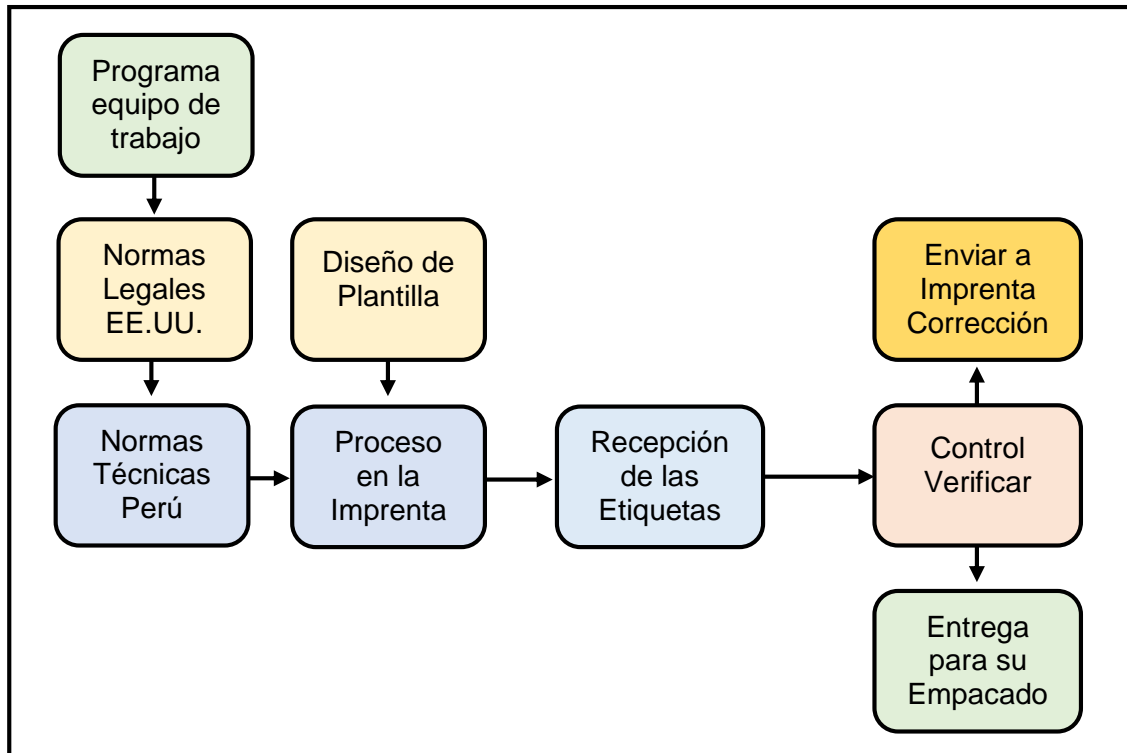 Programa
equipo de
trabajo
Normas
Legales
EE.UU.
Diseño de
Plantilla
Enviar a
Imprenta
Corrección
Normas
Técnicas
Perú
Proceso
en la
Imprenta
Recepción
de las
Etiquetas
Control
Verificar
Entrega
para su
Empacado